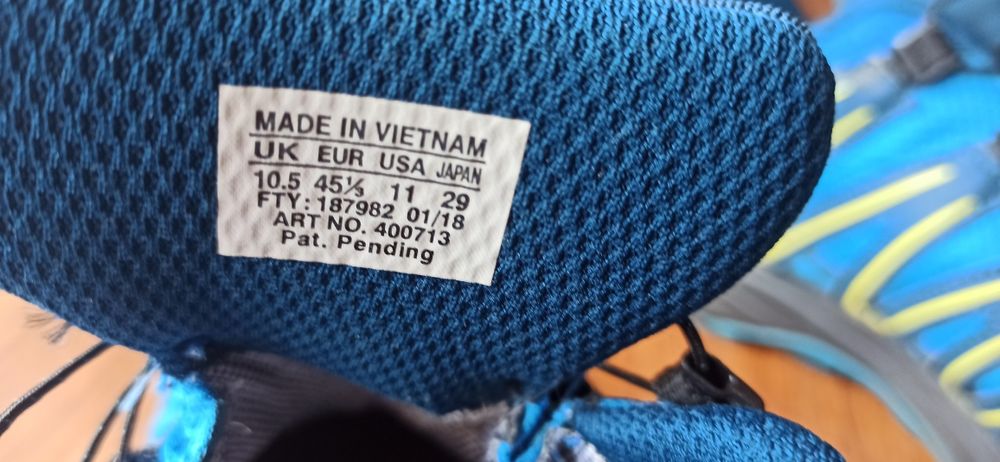 MADE IN VIETNAM
UK EUR USA JAPAN
10.5 45⅓ 11 29
FTY: 187982 01/18
ART NO. 400713
Pat. Pending